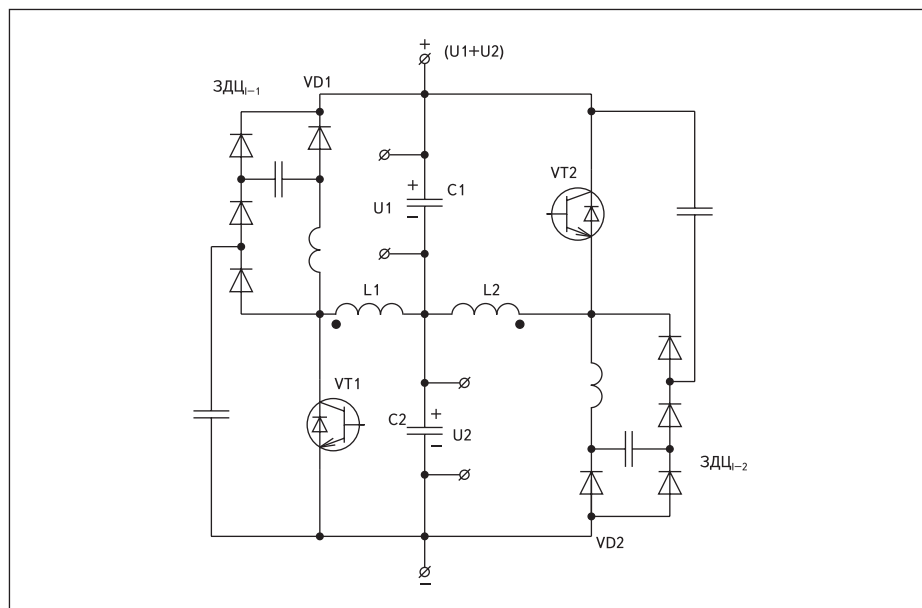 +
(U1+U2)
ЗДЦI–1
VD1
VT2
+
C1
U1
–
L1
L2
VT1
C2
+
U2
–
ЗДЦI–2
VD2
–